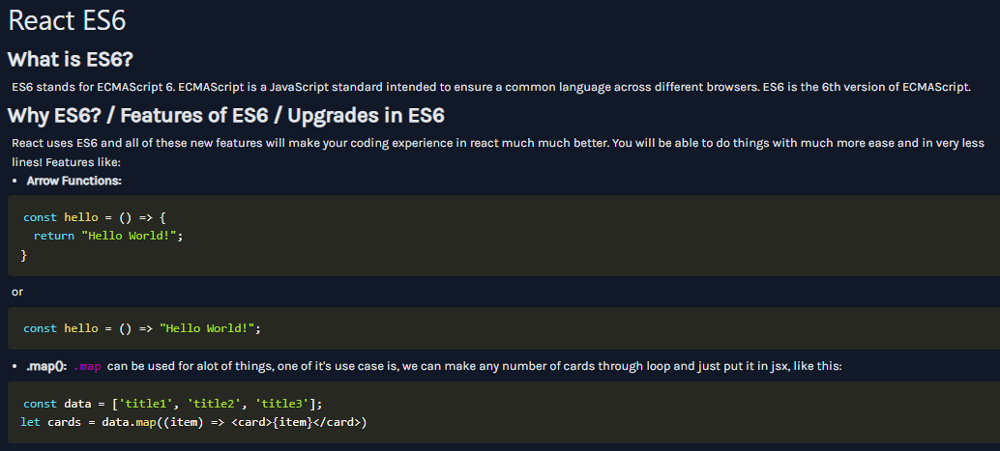 React ES6
What is ES6?
ES6 stands for ECMAScript 6. ECMAScript is a JavaScript standard intended to ensure a common language across different browsers. ES6 is the 6th version of ECMAScript.
Why ES6? / Features of ES6 / Upgrades in ES6
React uses ES6 and all of these new features will make your coding experience in react much much better. You will be able to do things with much more ease and in very less
lines! Features like:
• Arrow Functions:
const hello = () => {
  return "Hello World!";
}
or
const hello = () => "Hello World!";
• .map(): .map can be used for alot of things, one of it's use case is, we can make any number of cards through loop and just put it in jsx, like this:
const data = ['title1', 'title2', 'title3'];
let cards = data.map((item) => <card>{item}</card>)